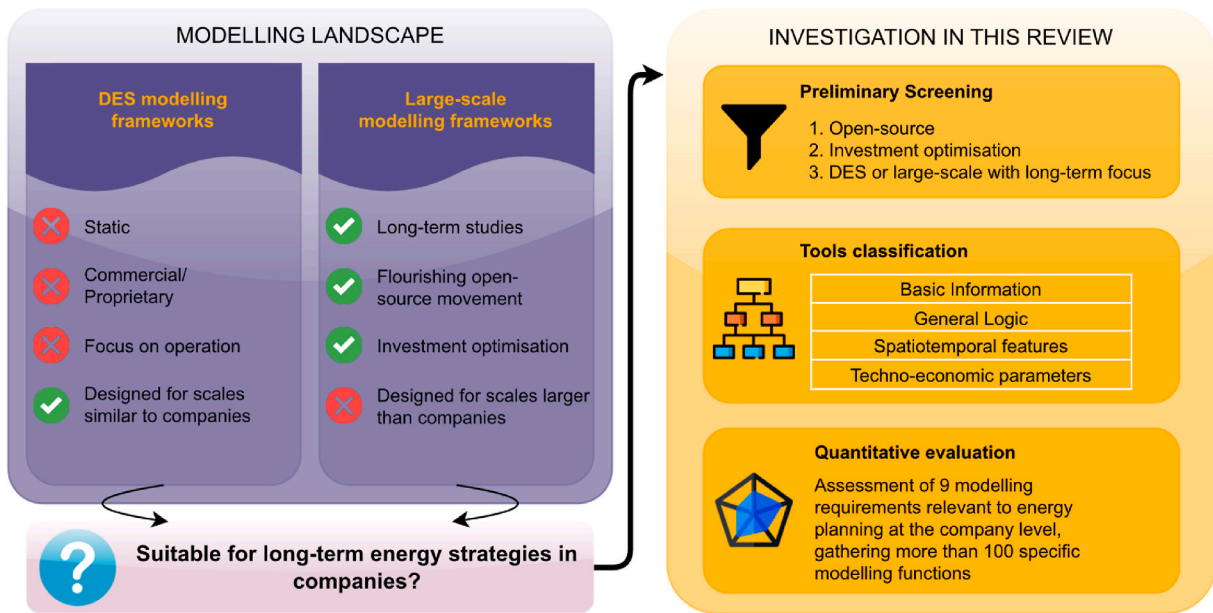 MODELLING LANDSCAPE
DES modelling
frameworks
Static
Commercial/
Proprietary
Focus on operation
Designed for scales
similar to companies
Large-scale
modelling frameworks
Long-term studies
Flourishing open-
source movement
Investment optimisation
Designed for scales larger
than companies
Suitable for long-term energy strategies in
companies?
INVESTIGATION IN THIS REVIEW
Preliminary Screening
1. Open-source
2. Investment optimisation
3. DES or large-scale with long-term focus
Tools classification
Basic Information
General Logic
Spatiotemporal features
Techno-economic parameters
Quantitative evaluation
Assessment of 9 modelling
requirements relevant to energy
planning at the company level,
gathering more than 100 specific
modelling functions